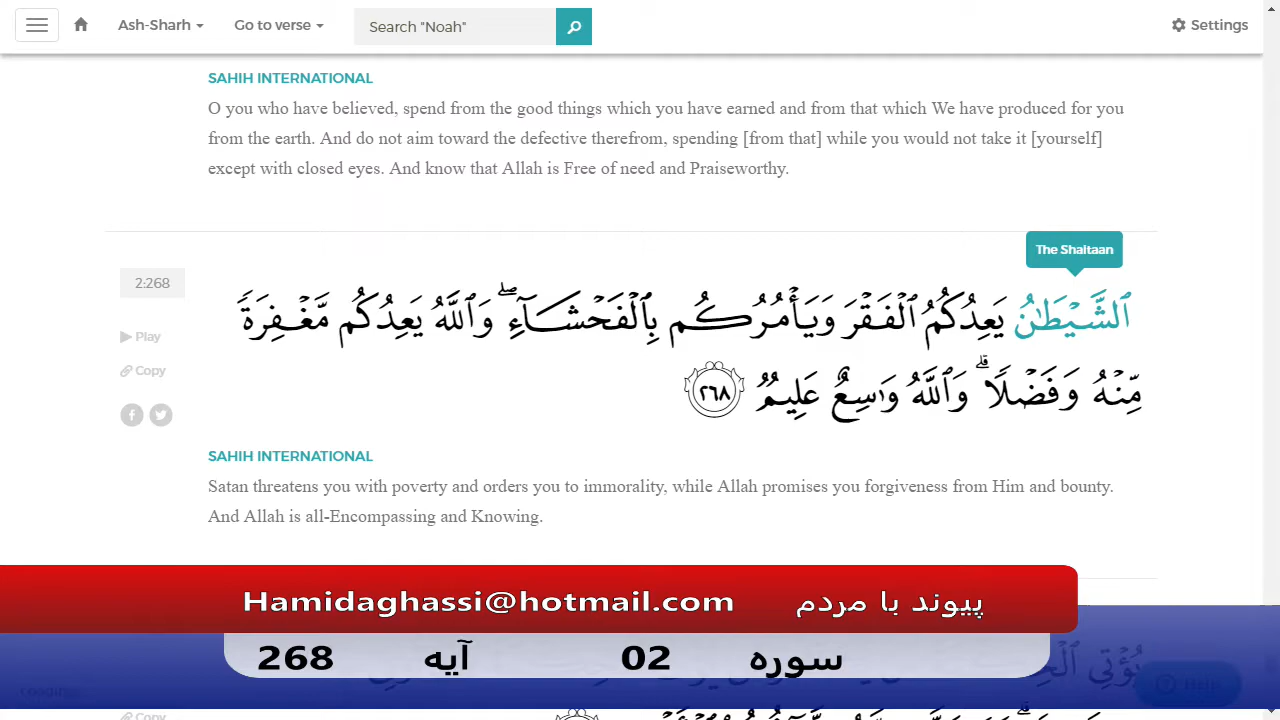 Ash-Sharh Go to verse Search "Noah" Settings
SAHIH INTERNATIONAL
O you who have believed, spend from the good things which you have earned and from that which We have produced for you
from the earth. And do not aim toward the defective therefrom, spending [from that] while you would not take it [yourself]
except with closed eyes. And know that Allah is Free of need and Praiseworthy.
The Shaitaan
2:268
ٱلشَّيْطَٰنُ يَعِدُكُمُ ٱلْفَقْرَ وَيَأْمُرُكُم بِٱلْفَحْشَآءِ ۖ وَٱللَّهُ يَعِدُكُم مَّغْفِرَةً
مِّنْهُ وَفَضْلًا ۗ وَٱللَّهُ وَٰسِعٌ عَلِيمٌ ٢٦٨
Play
Copy
SAHIH INTERNATIONAL
Satan threatens you with poverty and orders you to immorality, while Allah promises you forgiveness from Him and bounty.
And Allah is all-Encompassing and Knowing.
پیوند با مردم Hamidaghassi@hotmail.com
سوره 02 آیه 268
Help
Copy